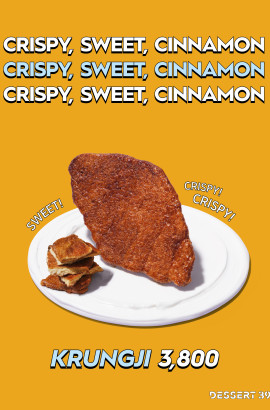 CRISPY, SWEET, CINNAMON
CRISPY, SWEET, CINNAMON
CRISPY, SWEET, CINNAMON
SWEET!
CRISPY!
CRISPY!
KRUNGJI 3,800
DESSERT 39